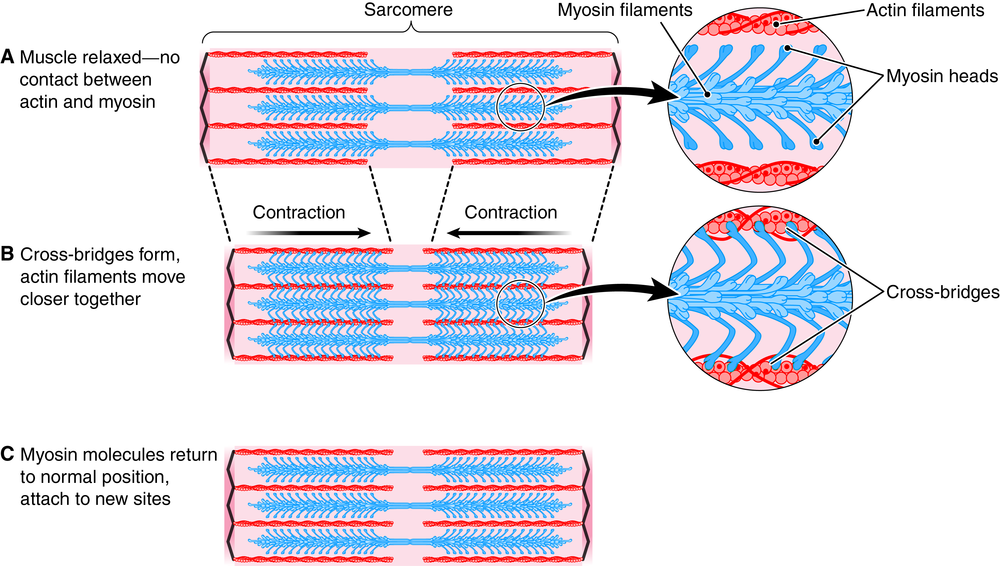 Sarcomere
Myosin filaments
Actin filaments
A Muscle relaxed—no
contact between
actin and myosin
Myosin heads
Contraction
Contraction
B Cross-bridges form,
actin filaments move
closer together
Cross-bridges
C Myosin molecules return
to normal position,
attach to new sites